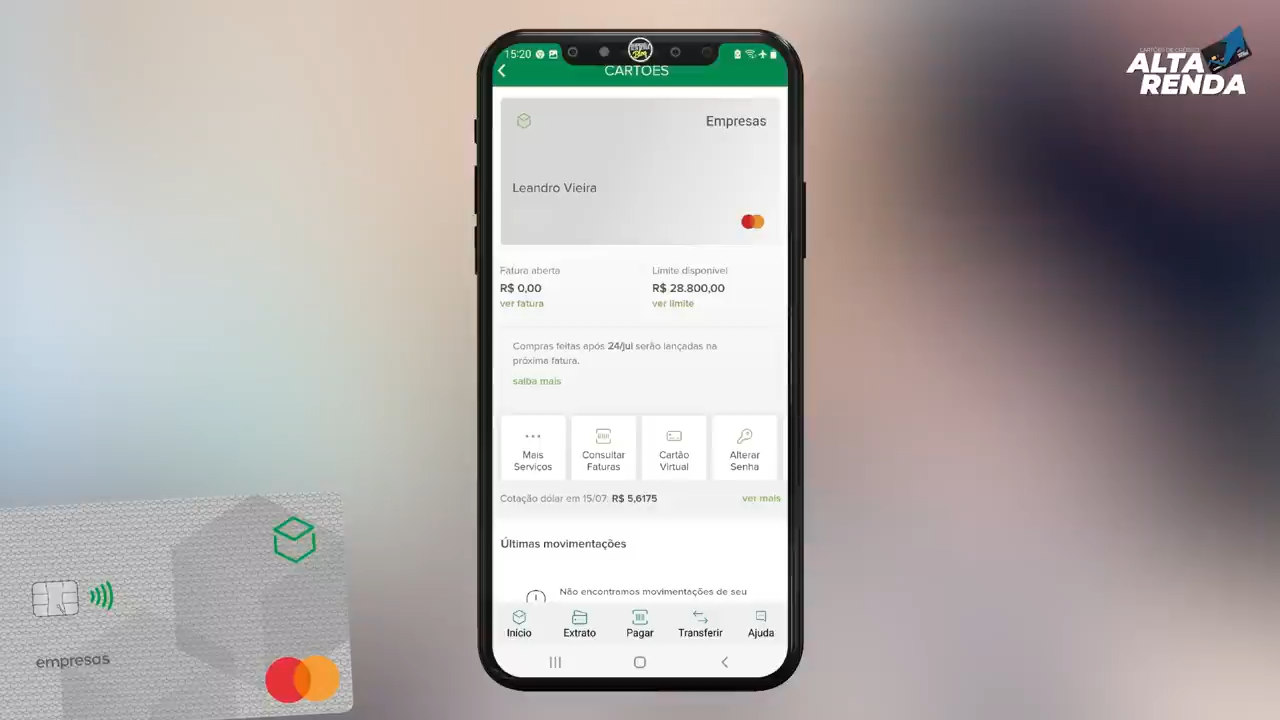 15:20
CARTÕES
CARTÕES DE CRÉDITO
ALTA
RENDA
Empresas
Leandro Vieira
Fatura aberta
Limite disponível
R$ 0,00
R$ 28.800,00
ver fatura
ver limite
Compras feitas após 24/jul serão lançadas na
próxima fatura.
saiba mais
Mais
Serviços
Consultar
Faturas
Cartão
Virtual
Alterar
Senha
Cotação dólar em 15/07: R$ 5,6175
ver mais
Últimas movimentações
Não encontramos movimentações de seu
Início
Extrato
Pagar
Transferir
Ajuda
empresas